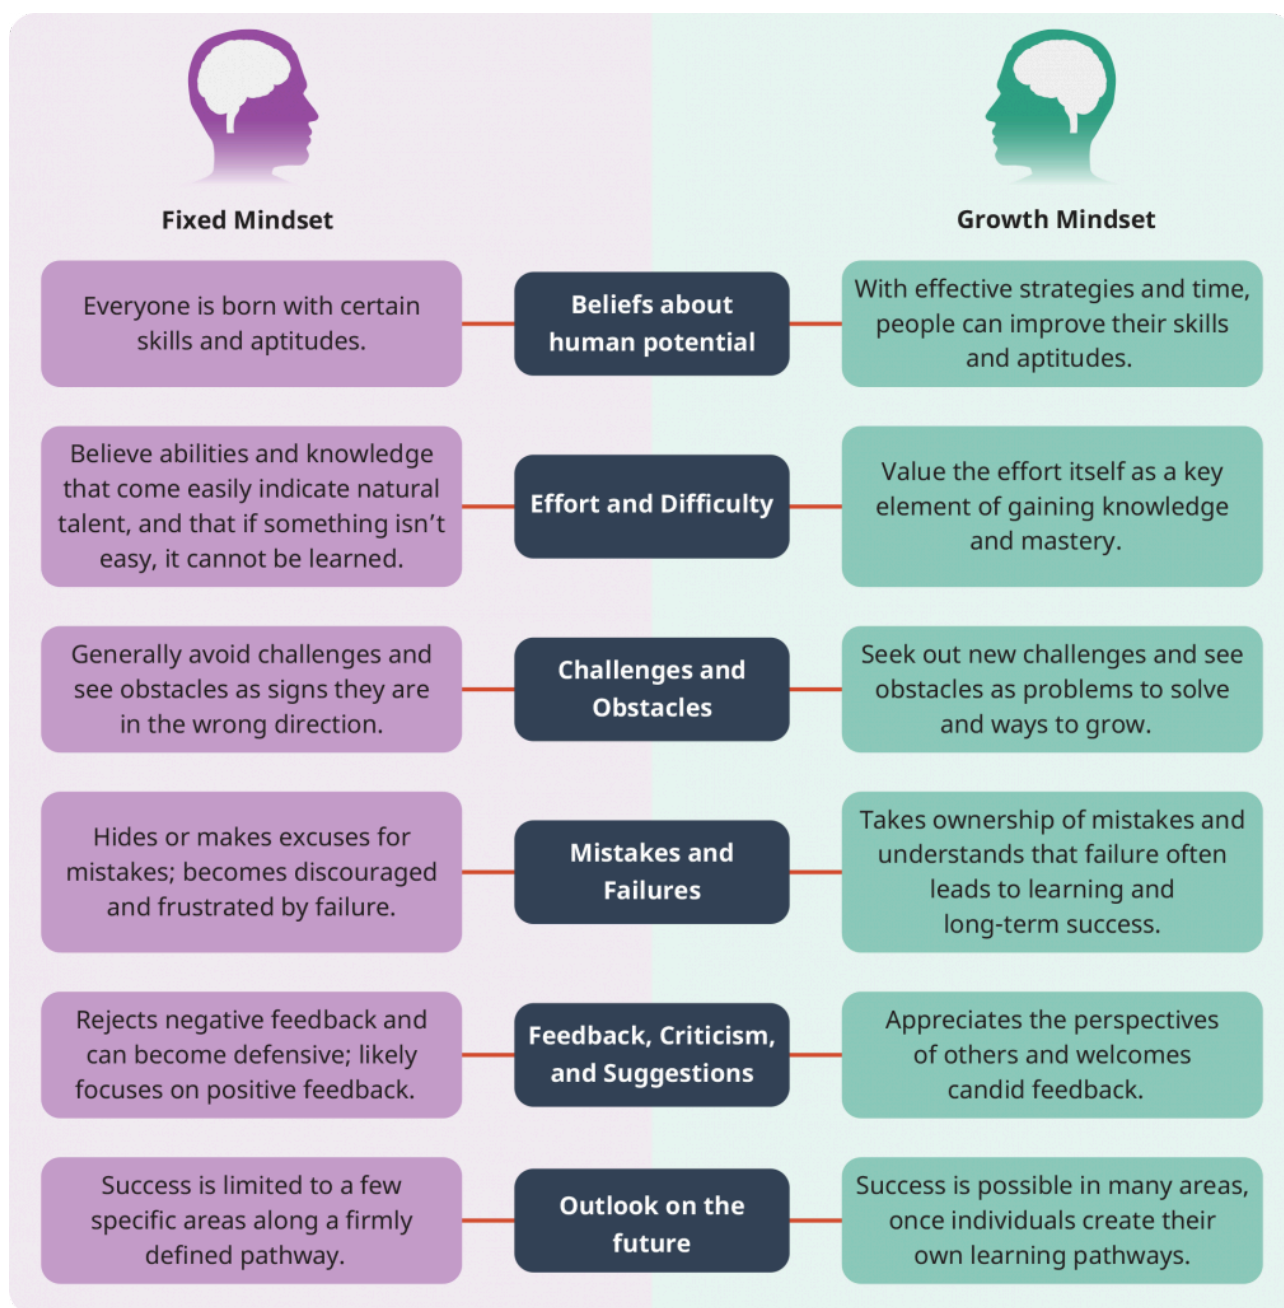 Fixed Mindset
Growth Mindset
Everyone is born with certain
skills and aptitudes.
Beliefs about
human potential
With effective strategies and time,
people can improve their skills
and aptitudes.
Believe abilities and knowledge
that come easily indicate natural
talent, and that if something isn’t
easy, it cannot be learned.
Effort and Difficulty
Value the effort itself as a key
element of gaining knowledge
and mastery.
Generally avoid challenges and
see obstacles as signs they are
in the wrong direction.
Challenges and
Obstacles
Seek out new challenges and see
obstacles as problems to solve
and ways to grow.
Hides or makes excuses for
mistakes; becomes discouraged
and frustrated by failure.
Mistakes and
Failures
Takes ownership of mistakes and
understands that failure often
leads to learning and
long-term success.
Rejects negative feedback and
can become defensive; likely
focuses on positive feedback.
Feedback, Criticism,
and Suggestions
Appreciates the perspectives
of others and welcomes
candid feedback.
Success is limited to a few
specific areas along a firmly
defined pathway.
Outlook on the
future
Success is possible in many areas,
once individuals create their
own learning pathways.